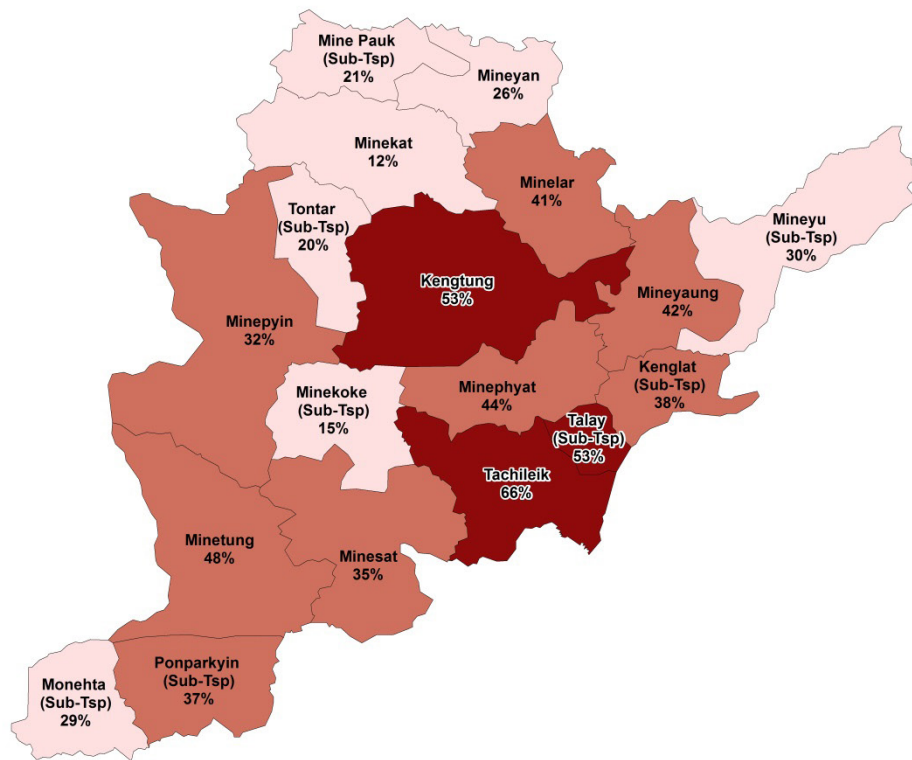 Mine Pauk
(Sub-Tsp)
21%
Mineyan
26%
Minekat
12%
Minelar
41%
Tontar
(Sub-Tsp)
20%
Mineyu
(Sub-Tsp)
30%
Kengtung
53%
Mineyaung
42%
Minepyin
32%
Minekoke
(Sub-Tsp)
15%
Minephyat
44%
Kenglat
(Sub-Tsp)
38%
Talay
(Sub-Tsp)
53%
Tachileik
66%
Minetung
48%
Minesat
35%
Monehta
(Sub-Tsp)
29%
Ponparkyin
(Sub-Tsp)
37%